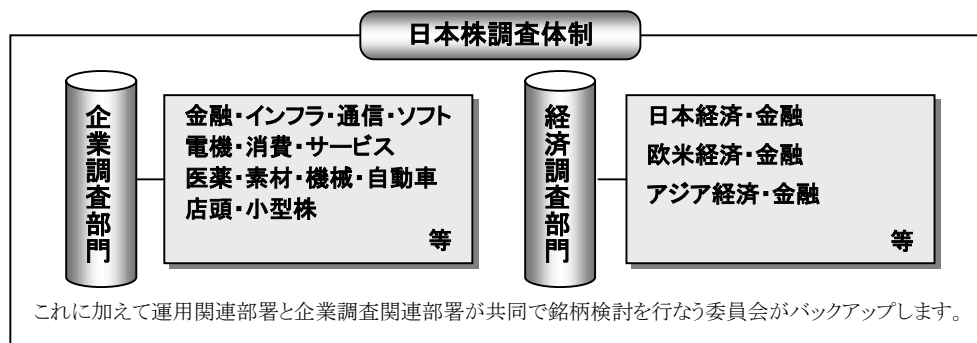 日本株調査体制
企業調査部門
金融・インフラ・通信・ソフト
電機・消費・サービス
医薬・素材・機械・自動車
店頭・小型株
等
経済調査部門
日本経済・金融
欧米経済・金融
アジア経済・金融
等
これに加えて運用関連部署と企業調査関連部署が共同で銘柄検討を行なう委員会がバックアップします。